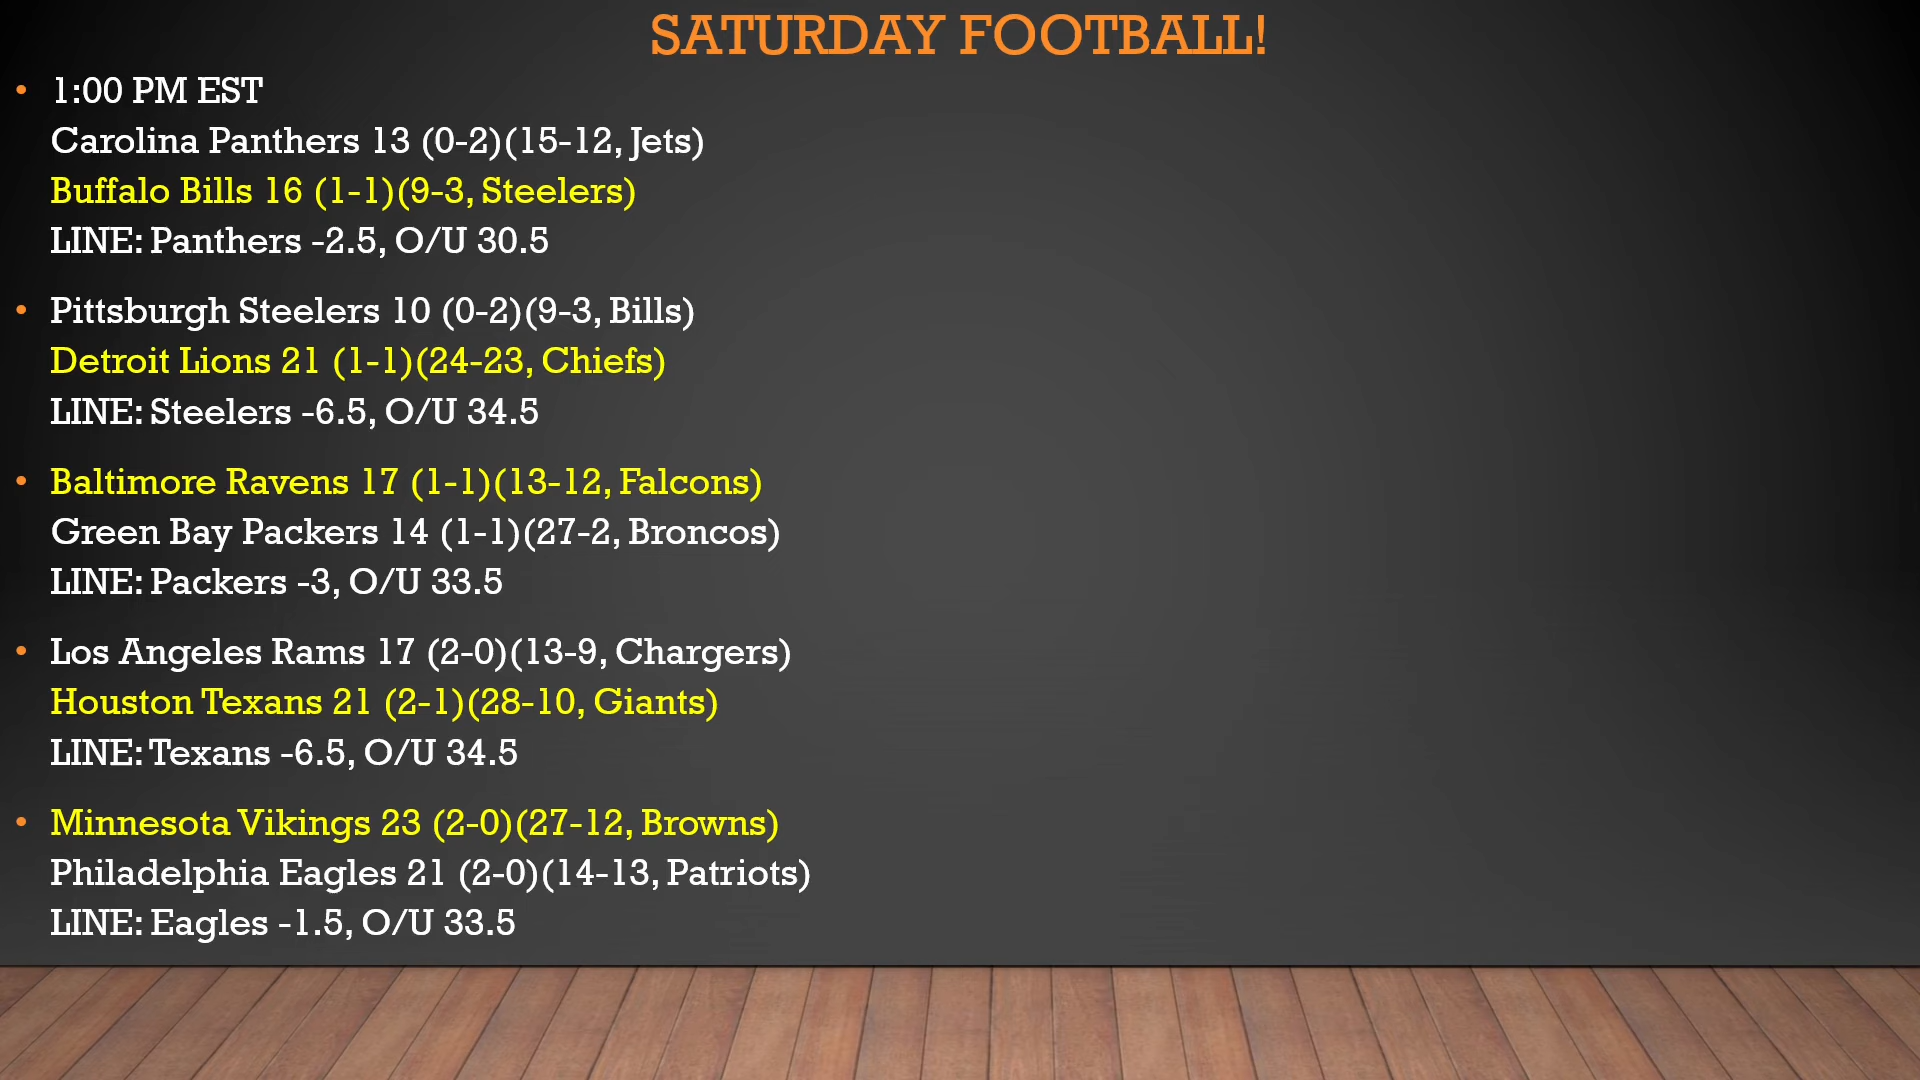 SATURDAY FOOTBALL!
• 1:00 PM EST
Carolina Panthers 13 (0-2)(15-12, Jets)
Buffalo Bills 16 (1-1)(9-3, Steelers)
LINE: Panthers -2.5, O/U 30.5
• Pittsburgh Steelers 10 (0-2)(9-3, Bills)
Detroit Lions 21 (1-1)(24-23, Chiefs)
LINE: Steelers -6.5, O/U 34.5
• Baltimore Ravens 17 (1-1)(13-12, Falcons)
Green Bay Packers 14 (1-1)(27-2, Broncos)
LINE: Packers -3, O/U 33.5
• Los Angeles Rams 17 (2-0)(13-9, Chargers)
Houston Texans 21 (2-1)(28-10, Giants)
LINE: Texans -6.5, O/U 34.5
• Minnesota Vikings 23 (2-0)(27-12, Browns)
Philadelphia Eagles 21 (2-0)(14-13, Patriots)
LINE: Eagles -1.5, O/U 33.5